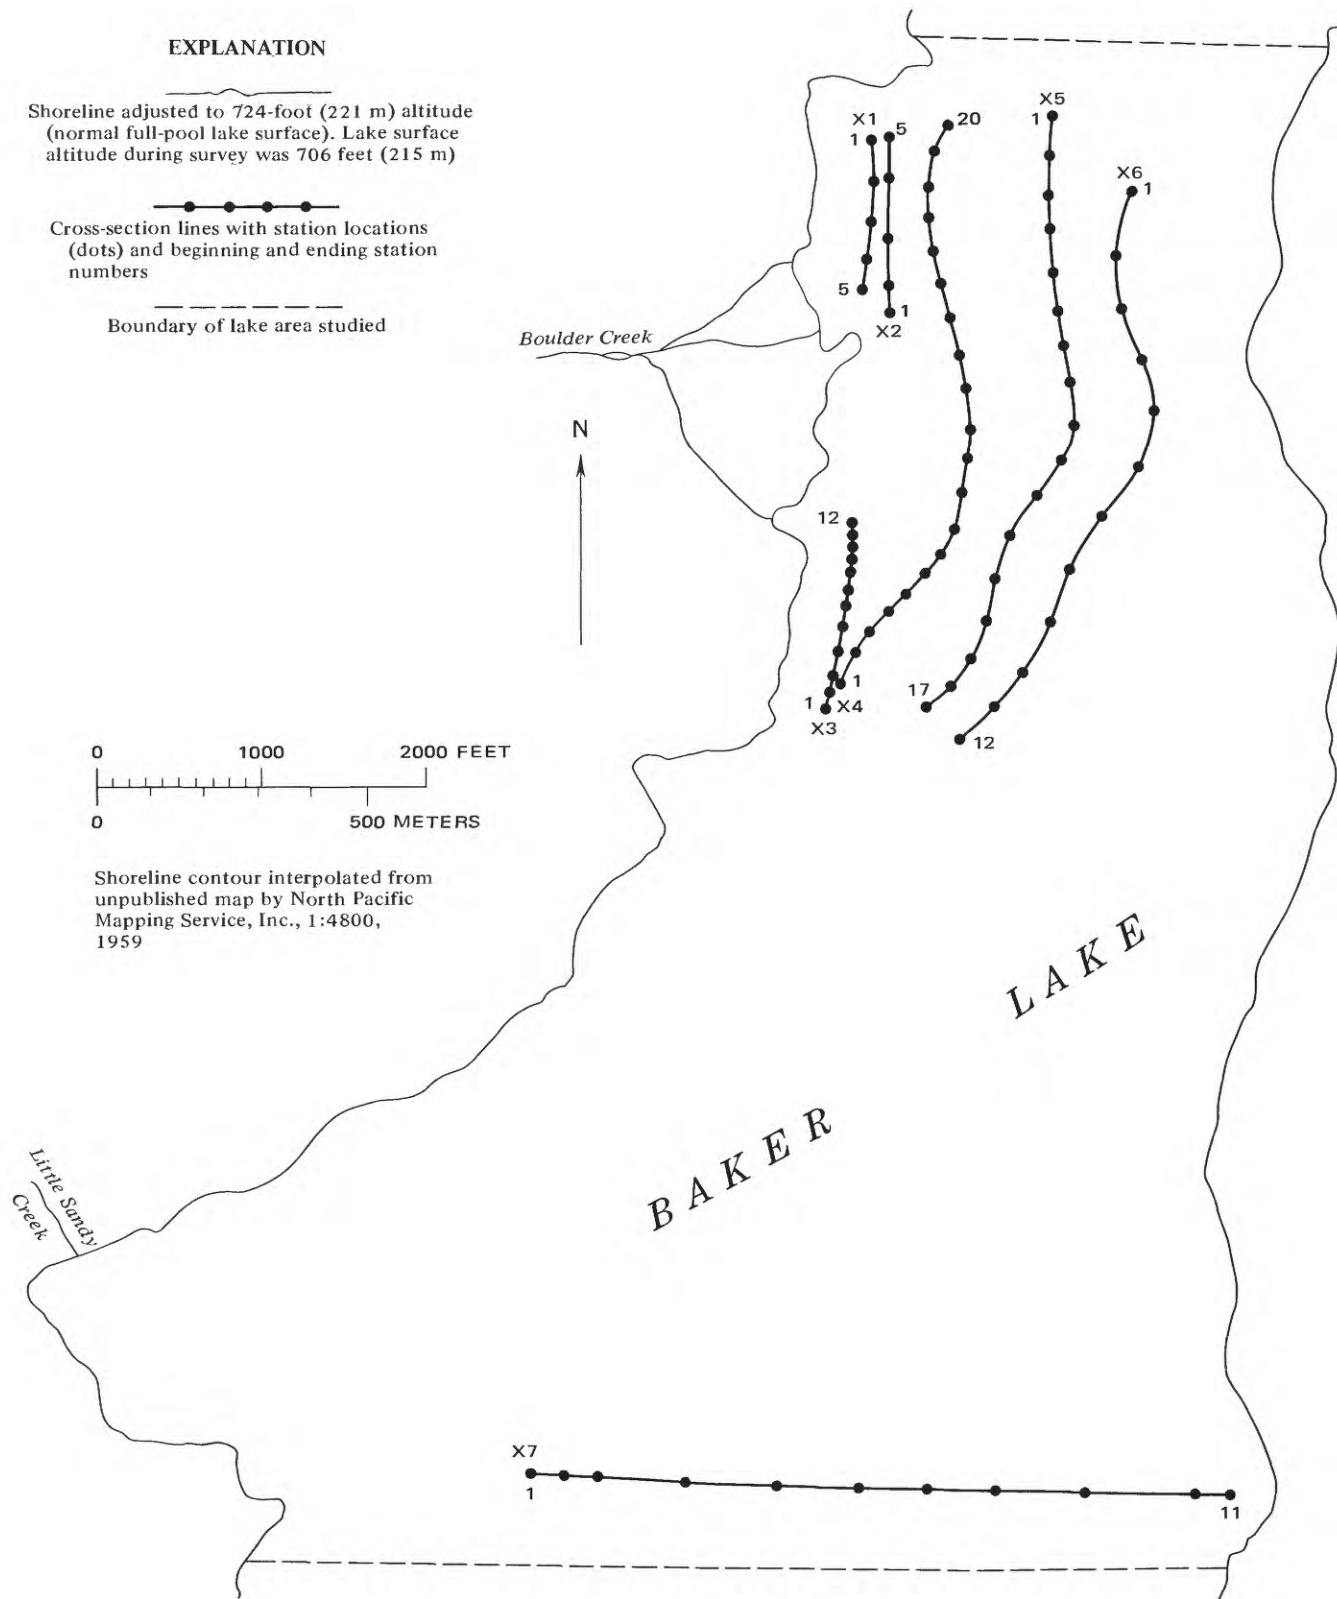 EXPLANATION
Shoreline adjusted to 724-foot (221 m) altitude
(normal full-pool lake surface). Lake surface
altitude during survey was 706 feet (215 m)
Cross-section lines with station locations
(dots) and beginning and ending station
numbers
Boundary of lake area studied
X1
1
5
5
1
X2
20
X5
1
X6
1
Boulder Creek
N
12
1
X3
1
X4
17
12
0 1000 2000 FEET
0 500 METERS
Shoreline contour interpolated from
unpublished map by North Pacific
Mapping Service, Inc., 1:4800,
1959
BAKER LAKE
Little Sandy
Creek
X7
1
11